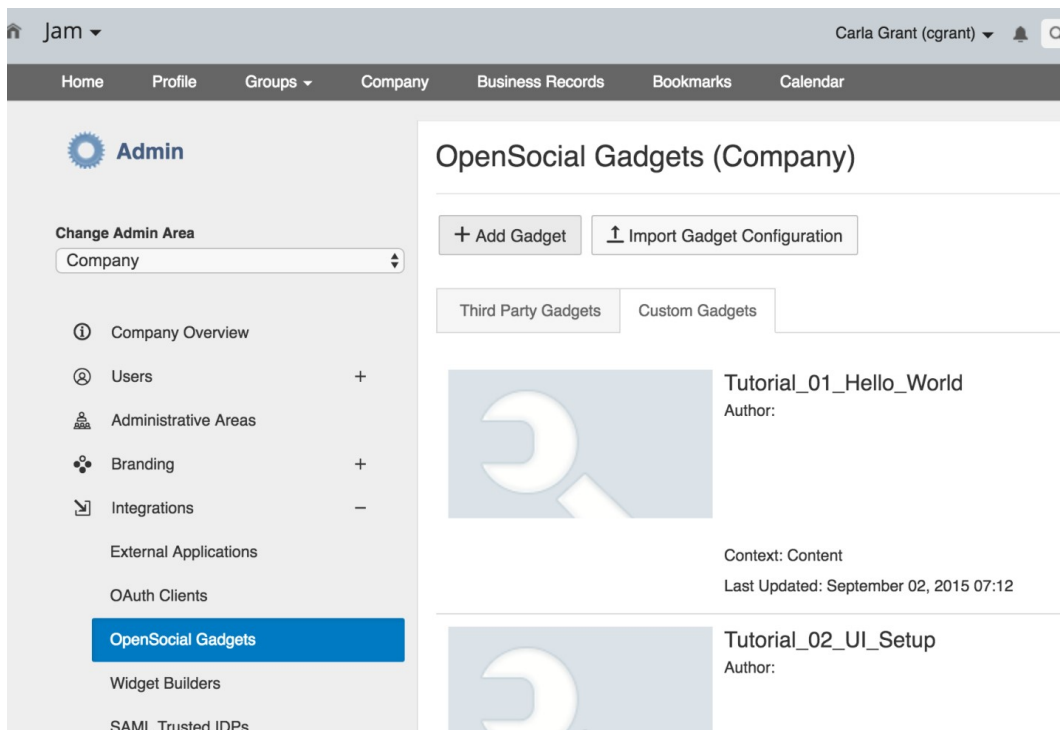 Jam
Carla Grant (cgrant)
Home Profile Groups Company Business Records Bookmarks Calendar
Admin
Change Admin Area
Company
Company Overview
Users +
Administrative Areas
Branding +
Integrations −
External Applications
OAuth Clients
OpenSocial Gadgets
Widget Builders
SAML Trusted IDPs
OpenSocial Gadgets (Company)
+ Add Gadget Import Gadget Configuration
Third Party Gadgets Custom Gadgets
Tutorial_01_Hello_World
Author:
Context: Content
Last Updated: September 02, 2015 07:12
Tutorial_02_UI_Setup
Author: